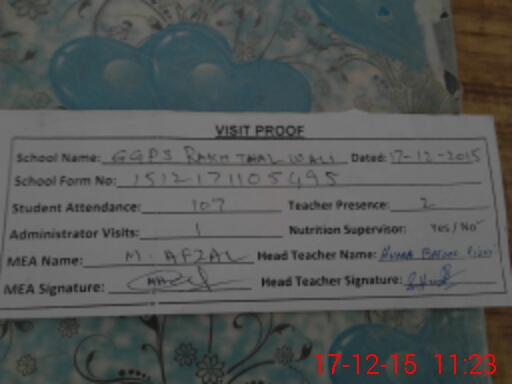 VISIT PROOF
School Name: GGPS RAKH THAL WALI Dated: 17-12-2015
School Form No: 1512171105495
Student Attendance: 107 Teacher Presence: 2
Administrator Visits: 1 Nutrition Supervisor: Yes / No
MEA Name: M. AFZAL Head Teacher Name:
MEA Signature: Head Teacher Signature:
17-12-15 11:23